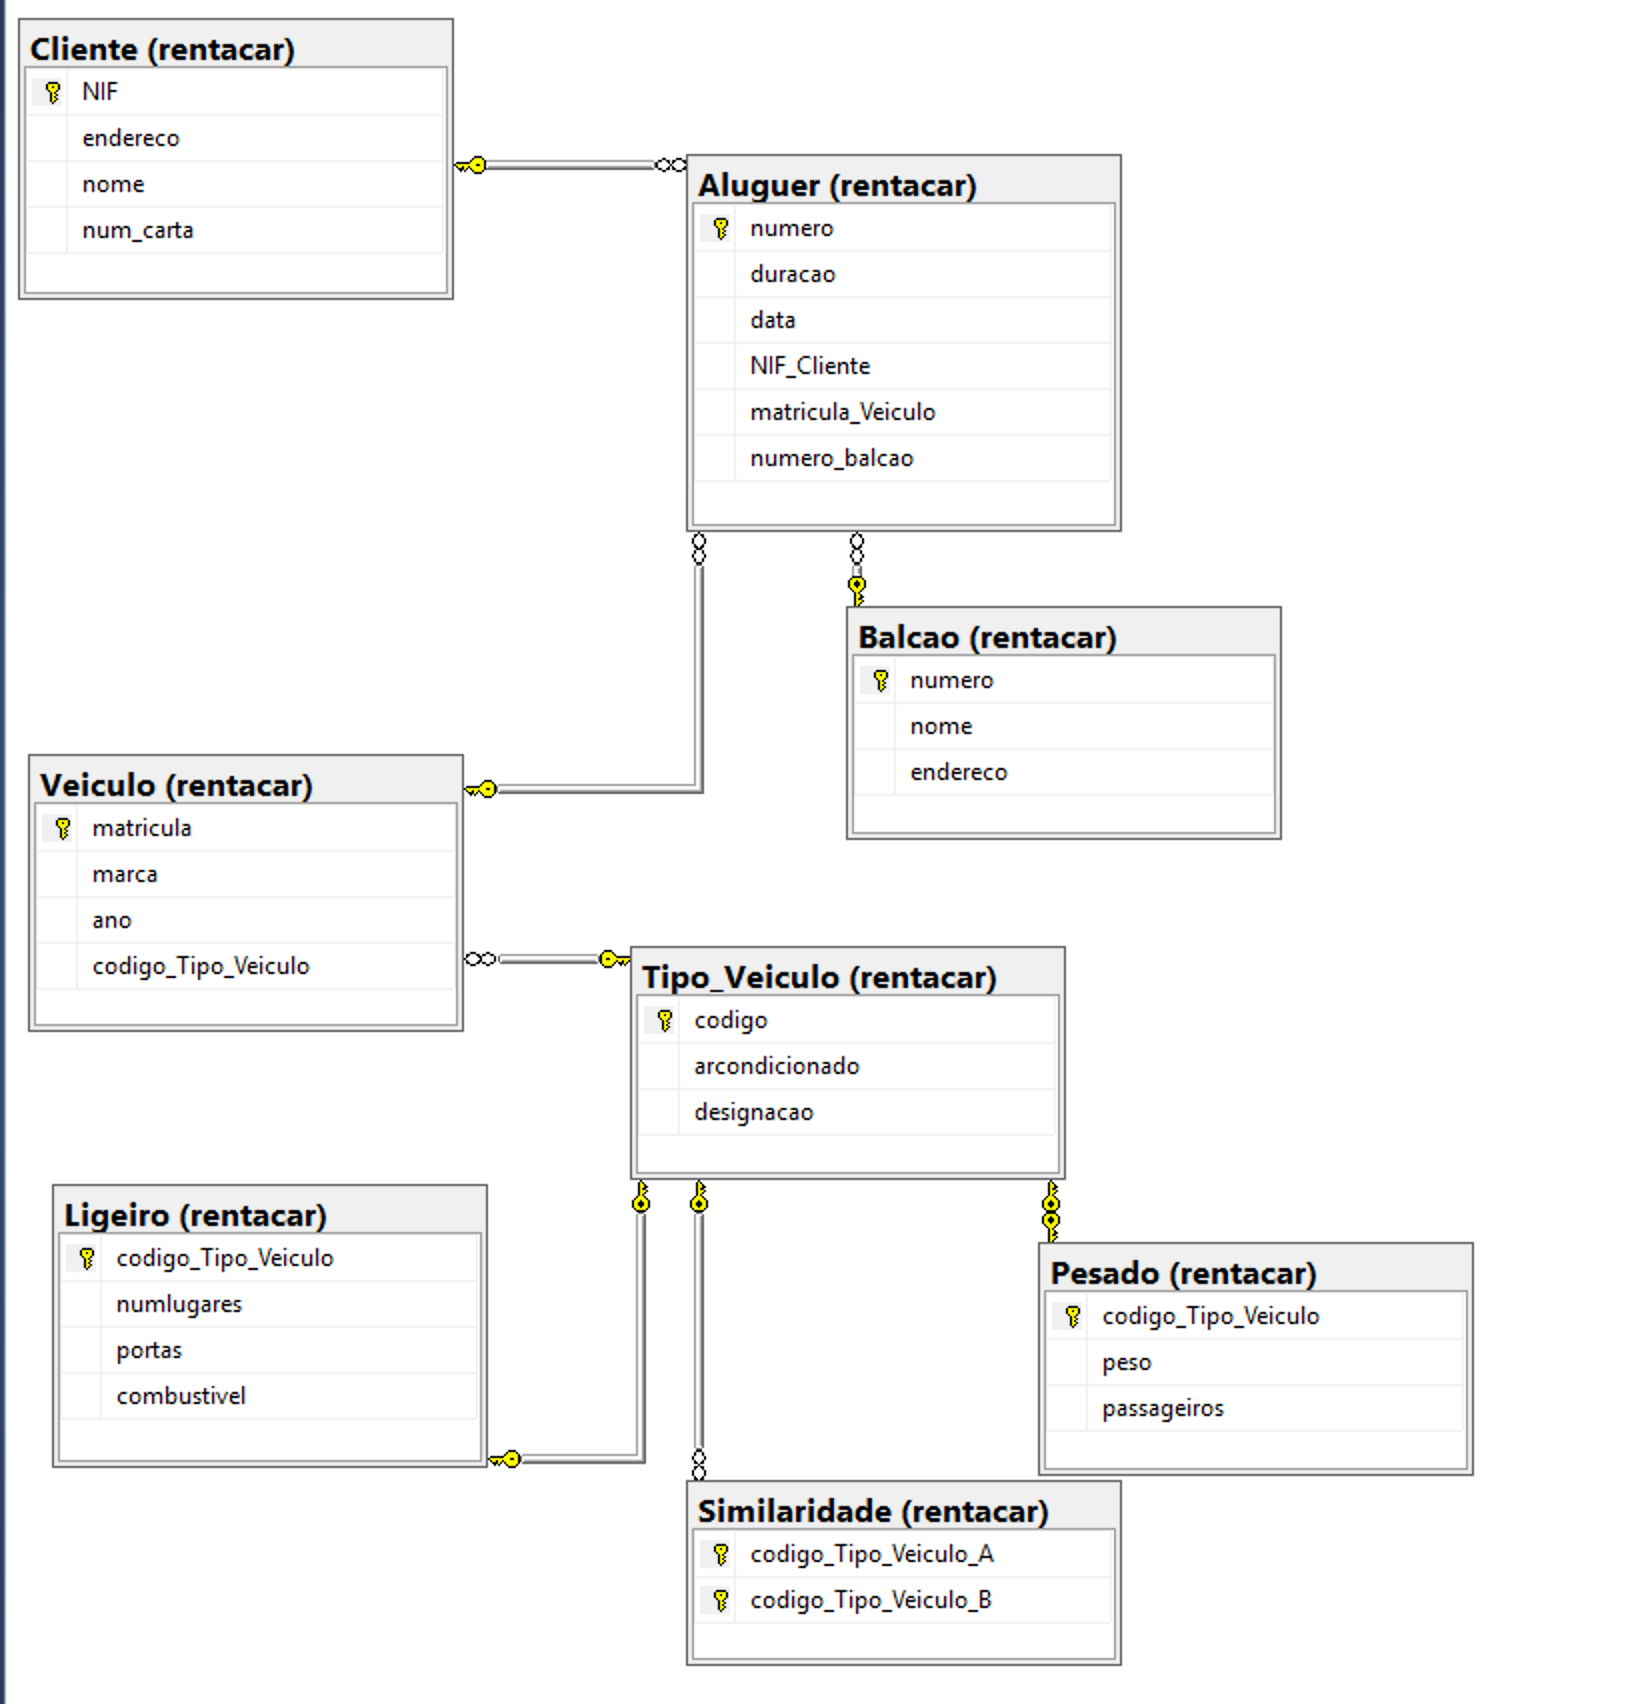 Cliente (rentacar)
NIF
endereco
nome
num_carta
Aluguer (rentacar)
numero
duracao
data
NIF_Cliente
matricula_Veiculo
numero_balcao
Balcao (rentacar)
numero
nome
endereco
Veiculo (rentacar)
matricula
marca
ano
codigo_Tipo_Veiculo
Tipo_Veiculo (rentacar)
codigo
arcondicionado
designacao
Ligeiro (rentacar)
codigo_Tipo_Veiculo
numlugares
portas
combustivel
Pesado (rentacar)
codigo_Tipo_Veiculo
peso
passageiros
Similaridade (rentacar)
codigo_Tipo_Veiculo_A
codigo_Tipo_Veiculo_B